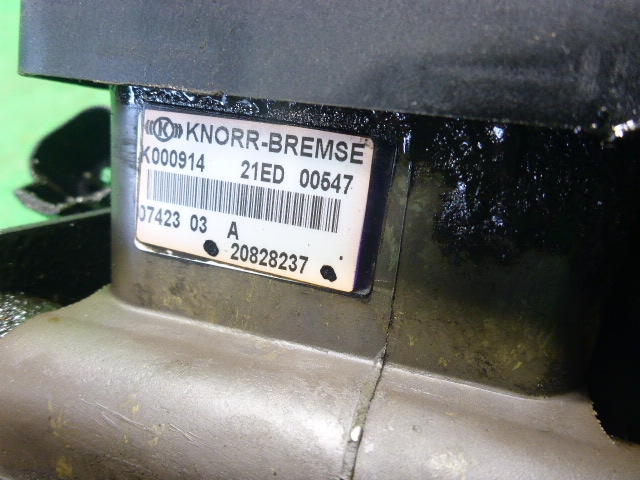 K KNORR-BREMSE
K000914 21ED 00547
07423 03 A
20828237